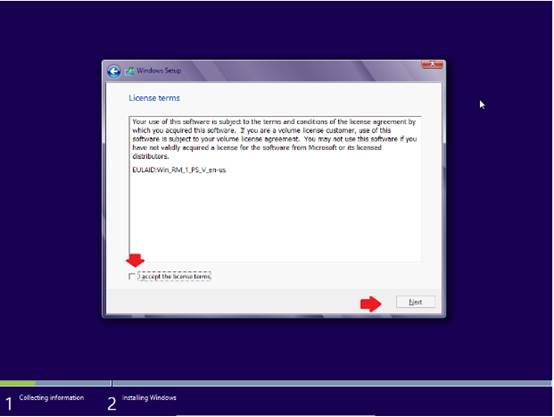 Windows Setup
License terms
Your use of this software is subject to the terms and conditions of the license agreement by
which you acquired this software. If you are a volume license customer, use of this
software is subject to your volume license agreement. You may not use this software if you
have not validly acquired a license for the software from Microsoft or its licensed
distributors.
EULAID:Win_RM_1_PS_V_en-us
I accept the license terms
Next
1 Collecting information
2 Installing Windows